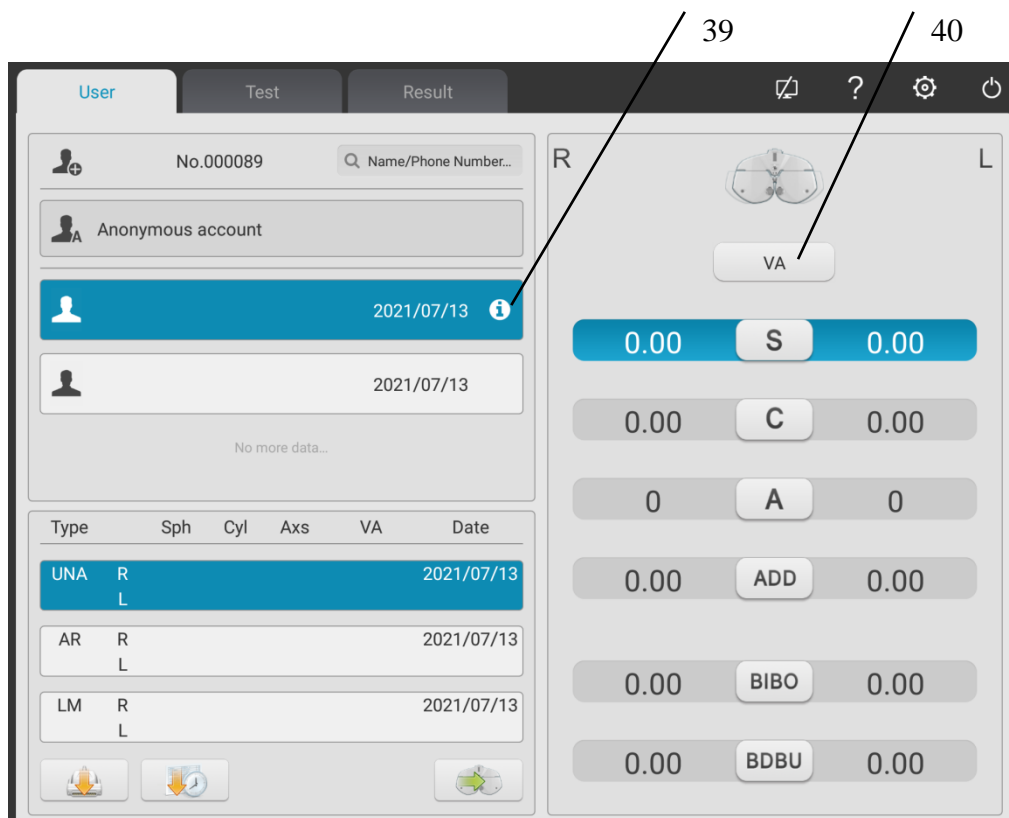 39 40
User Test Result ?
No.000089 Name/Phone Number...
A Anonymous account
2021/07/13
2021/07/13
No more data...
Type Sph Cyl Axs VA Date
UNA R 2021/07/13
L
AR R 2021/07/13
L
LM R 2021/07/13
L
R L
VA
0.00 S 0.00
0.00 C 0.00
0 A 0
0.00 ADD 0.00
0.00 BIBO 0.00
0.00 BDBU 0.00